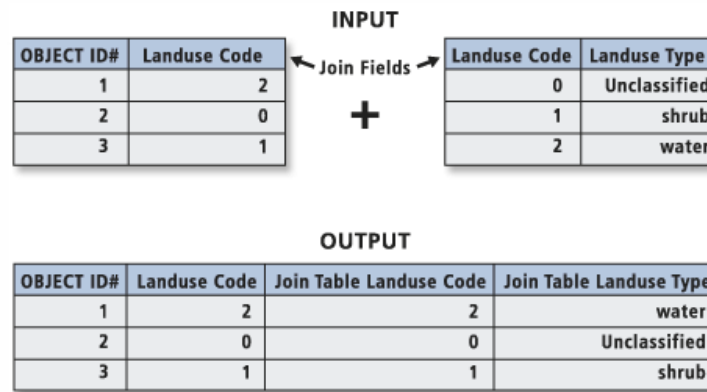 INPUT
OBJECT ID# Landuse Code
1 2
2 0
3 1
Join Fields
+
Landuse Code Landuse Type
0 Unclassified
1 shrub
2 water
OUTPUT
OBJECT ID# Landuse Code Join Table Landuse Code Join Table Landuse Type
1 2 2 water
2 0 0 Unclassified
3 1 1 shrub